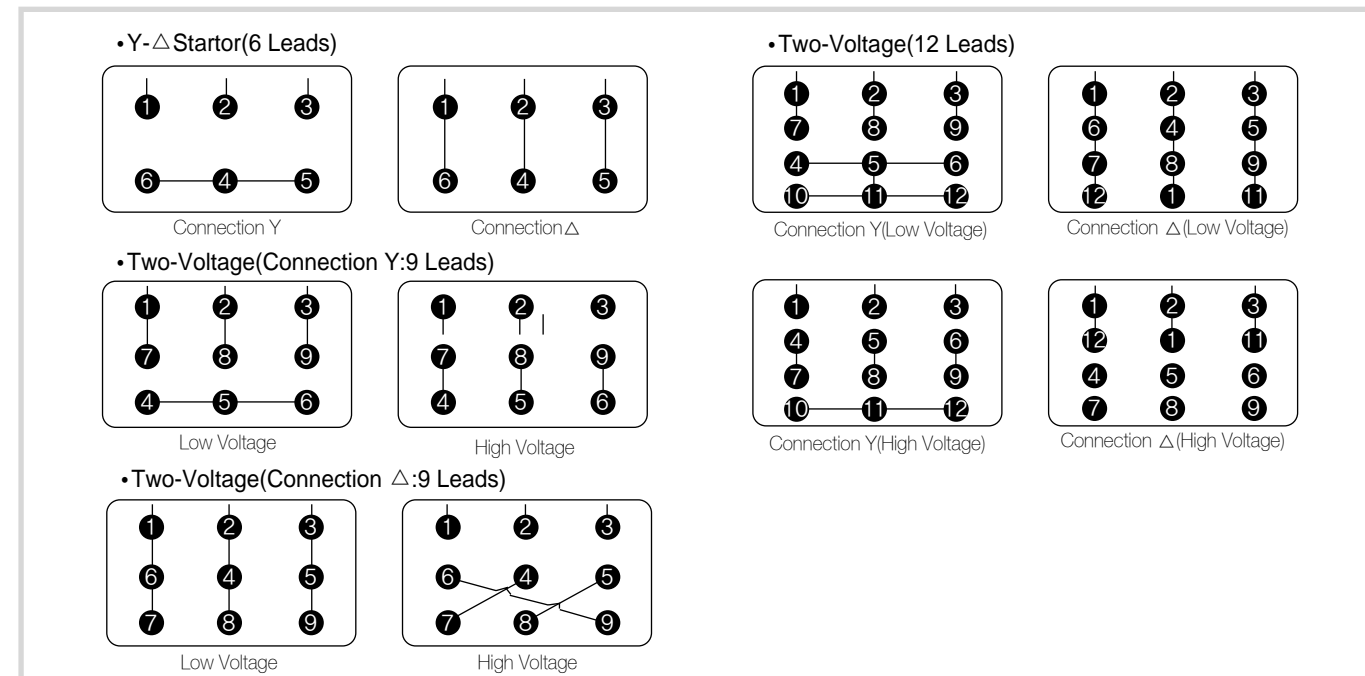 •Y-△Startor(6 Leads)
1 2 3
6 4 5
Connection Y
1 2 3
6 4 5
Connection△
•Two-Voltage(Connection Y:9 Leads)
1 2 3
7 8 9
4 5 6
Low Voltage
1 2 3
7 8 9
4 5 6
High Voltage
•Two-Voltage(Connection △:9 Leads)
1 2 3
6 4 5
7 8 9
Low Voltage
1 2 3
6 4 5
7 8 9
High Voltage
•Two-Voltage(12 Leads)
1 2 3
7 8 9
4 5 6
10 11 12
Connection Y(Low Voltage)
1 2 3
6 4 5
7 8 9
12 1 11
Connection △(Low Voltage)
1 2 3
4 5 6
7 8 9
10 11 12
Connection Y(High Voltage)
1 2 3
12 1 11
4 5 6
7 8 9
Connection △(High Voltage)